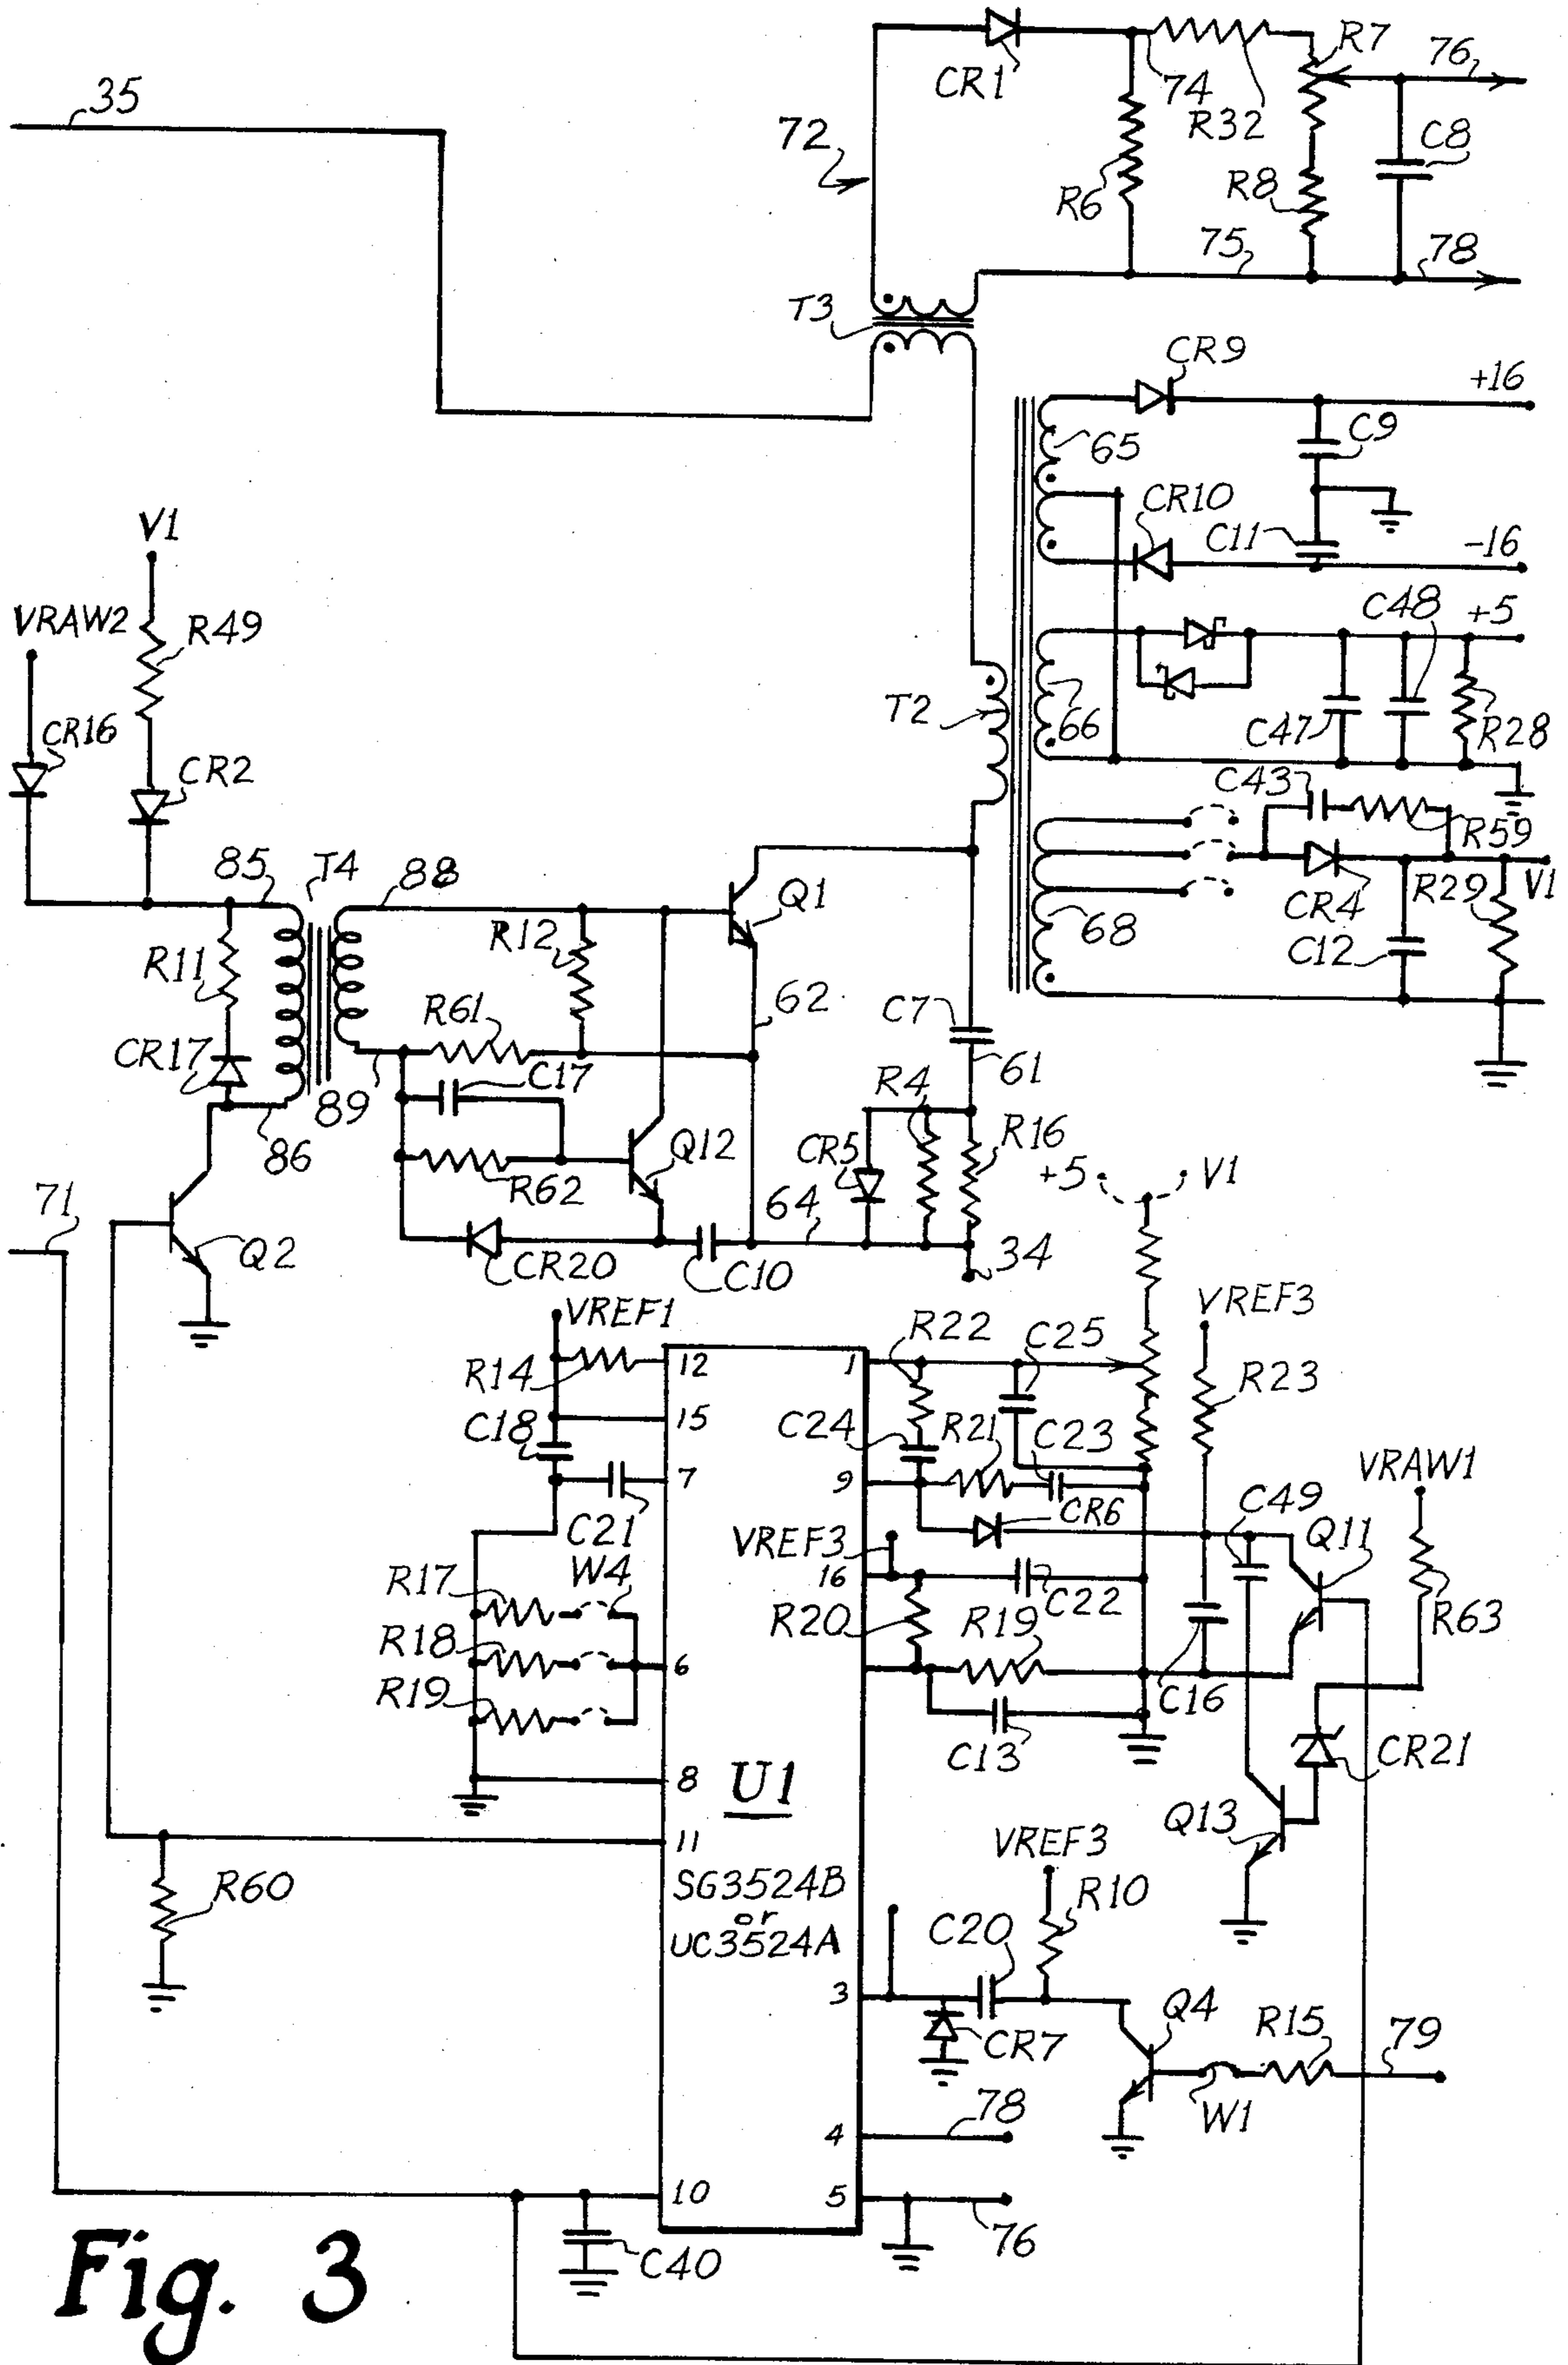 35
CR1
74
R32
R7
76
72
R6
R8
C8
75
78
T3
CR9
+16
65
C9
CR10
C11
-16
V1
VRAW2
R49
C48
+5
T2
66
C47
R28
CR16
CR2
C43
R59
85
T4
88
Q1
CR4
R29
V1
R11
R12
68
C12
R61
62
C7
CR17
89
C17
61
86
R4
R16
CR5
R62
Q12
+5
V1
71
64
Q2
CR20
C10
34
VREF1
R22
C25
VREF3
R14
12
1
R23
C18
15
C24
R21
C23
7
9
VRAW1
C21
CR6
C49
Q11
VREF3
R17
W4
16
C22
R63
R18
R20
R19
6
R19
C16
C13
CR21
8
U1
Q13
11
VREF3
R60
SG3524B
or
UC3524A
R10
C20
3
Q4
R15
79
CR7
W1
4
78
10
5
76
C40
Fig. 3